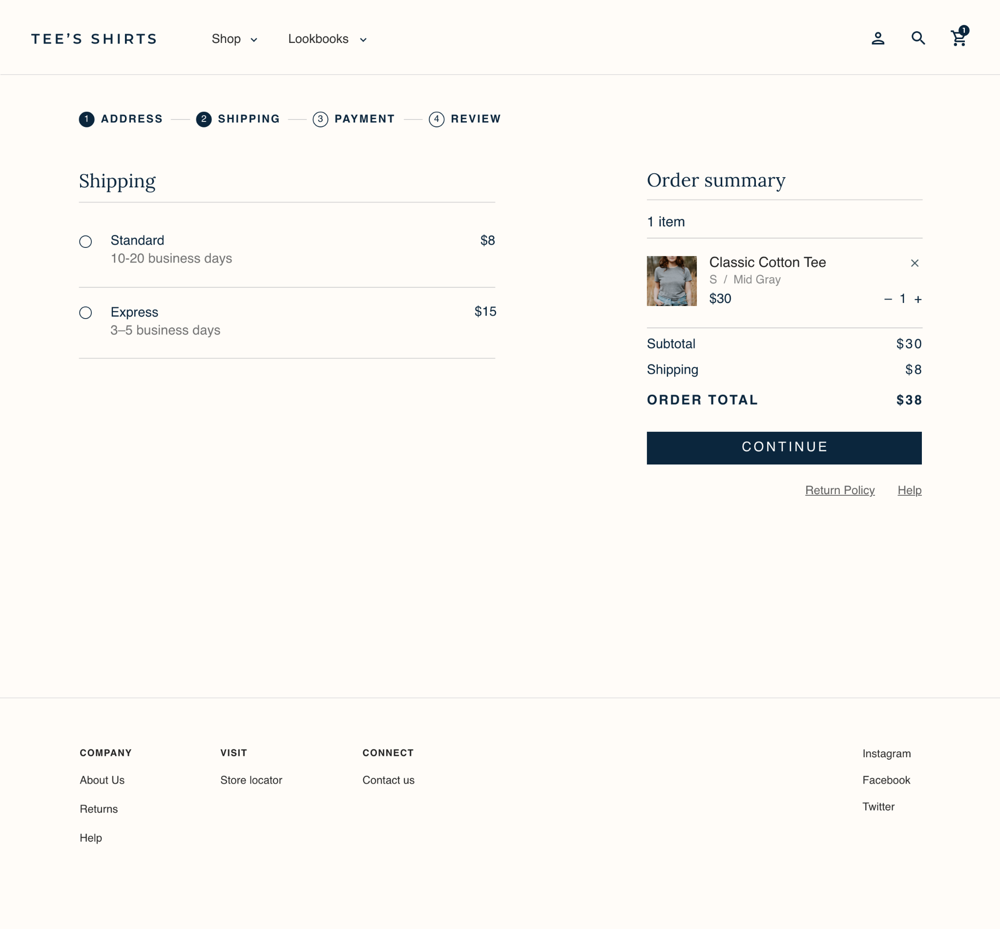 TEE'S SHIRTS Shop Lookbooks 1
1 ADDRESS 2 SHIPPING 3 PAYMENT 4 REVIEW
Shipping
Standard $8
10-20 business days
Express $15
3–5 business days
Order summary
1 item
Classic Cotton Tee
S / Mid Gray
$30 – 1 +
Subtotal $30
Shipping $8
ORDER TOTAL $38
CONTINUE
Return Policy Help
COMPANY
About Us
Returns
Help
VISIT
Store locator
CONNECT
Contact us
Instagram
Facebook
Twitter